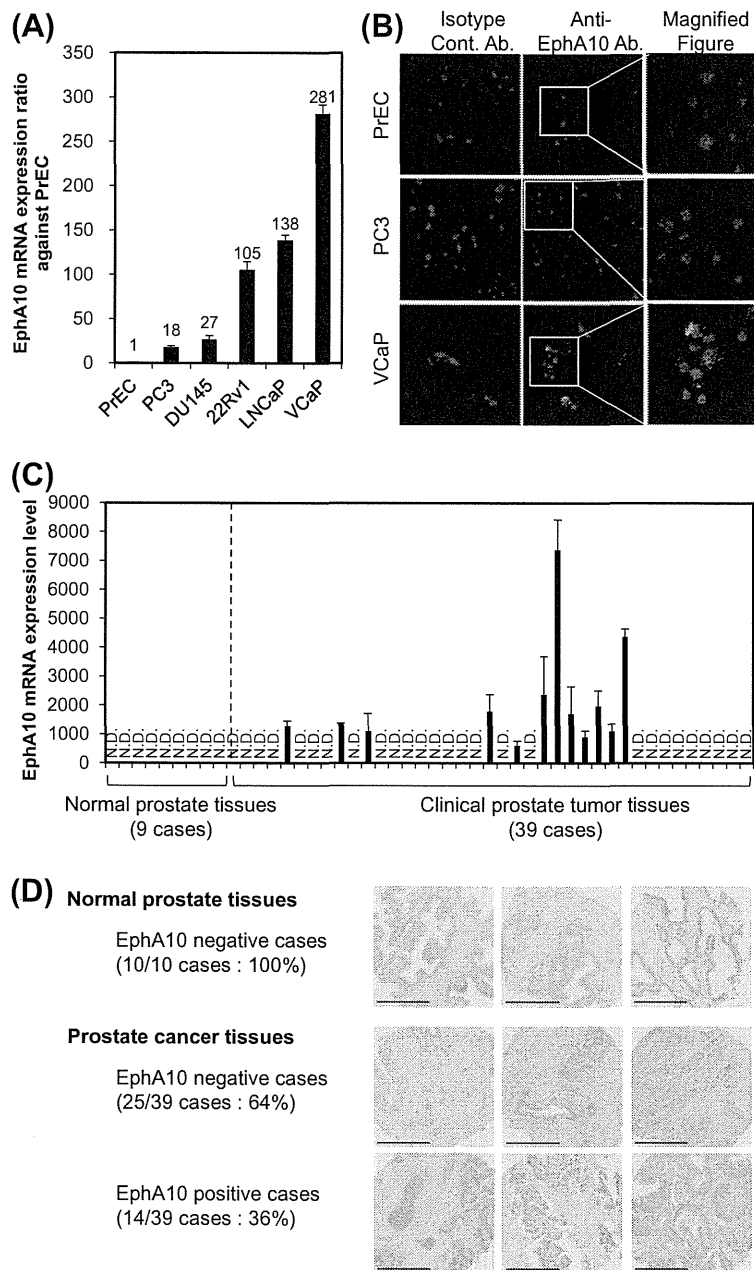 (A)
EphA10 mRNA expression ratio
against PrEC
350
300
250
200
150
100
50
0
1
18
27
105
138
281
PrEC
PC3
DU145
22Rv1
LNCaP
VCaP
(B)
Isotype
Cont. Ab.
Anti-
EphA10 Ab.
Magnified
Figure
PrEC
PC3
VCaP
(C)
EphA10 mRNA expression level
9000
8000
7000
6000
5000
4000
3000
2000
1000
0
N.D. N.D. N.D. N.D. N.D. N.D. N.D. N.D. N.D. N.D. N.D. N.D. N.D. N.D. N.D. N.D. N.D. N.D. N.D. N.D. N.D. N.D. N.D. N.D. N.D. N.D. N.D. N.D. N.D. N.D. N.D. N.D. N.D. N.D. N.D. N.D.
Normal prostate tissues
(9 cases)
Clinical prostate tumor tissues
(39 cases)
(D)
Normal prostate tissues
EphA10 negative cases
(10/10 cases : 100%)
Prostate cancer tissues
EphA10 negative cases
(25/39 cases : 64%)
EphA10 positive cases
(14/39 cases : 36%)